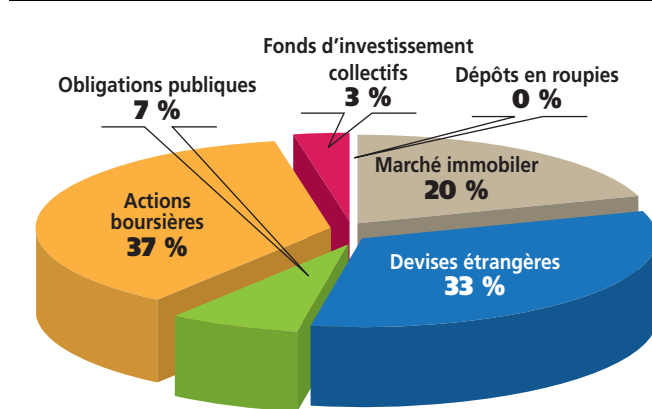 Fonds d’investissement
collectifs
3 %
Obligations publiques
7 %
Dépôts en roupies
0 %
Marché immobiler
20 %
Actions
boursières
37 %
Devises étrangères
33 %